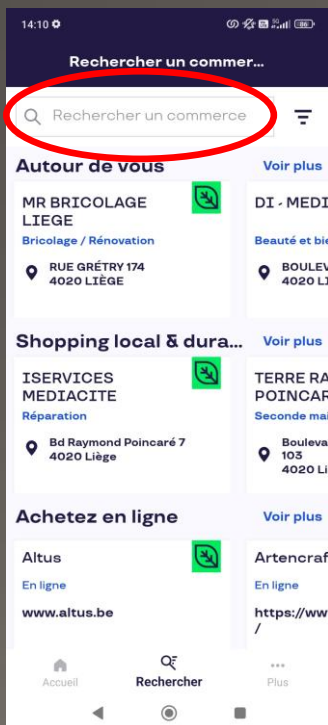 14:10
86
Rechercher un commer...
Rechercher un commerce
Autour de vous
Voir plus
MR BRICOLAGE
LIEGE
Bricolage / Rénovation
RUE GRÉTRY 174
4020 LIÈGE
DI - MEDI
Beauté et bie
BOULEV
4020 LI
Shopping local & dura...
Voir plus
ISERVICES
MEDIACITE
Réparation
Bd Raymond Poincaré 7
4020 Liège
TERRE RA
POINCAR
Seconde mai
Bouleva
103
4020 Li
Achetez en ligne
Voir plus
Altus
En ligne
www.altus.be
Artencraf
En ligne
https://ww
/
Accueil
Rechercher
Plus